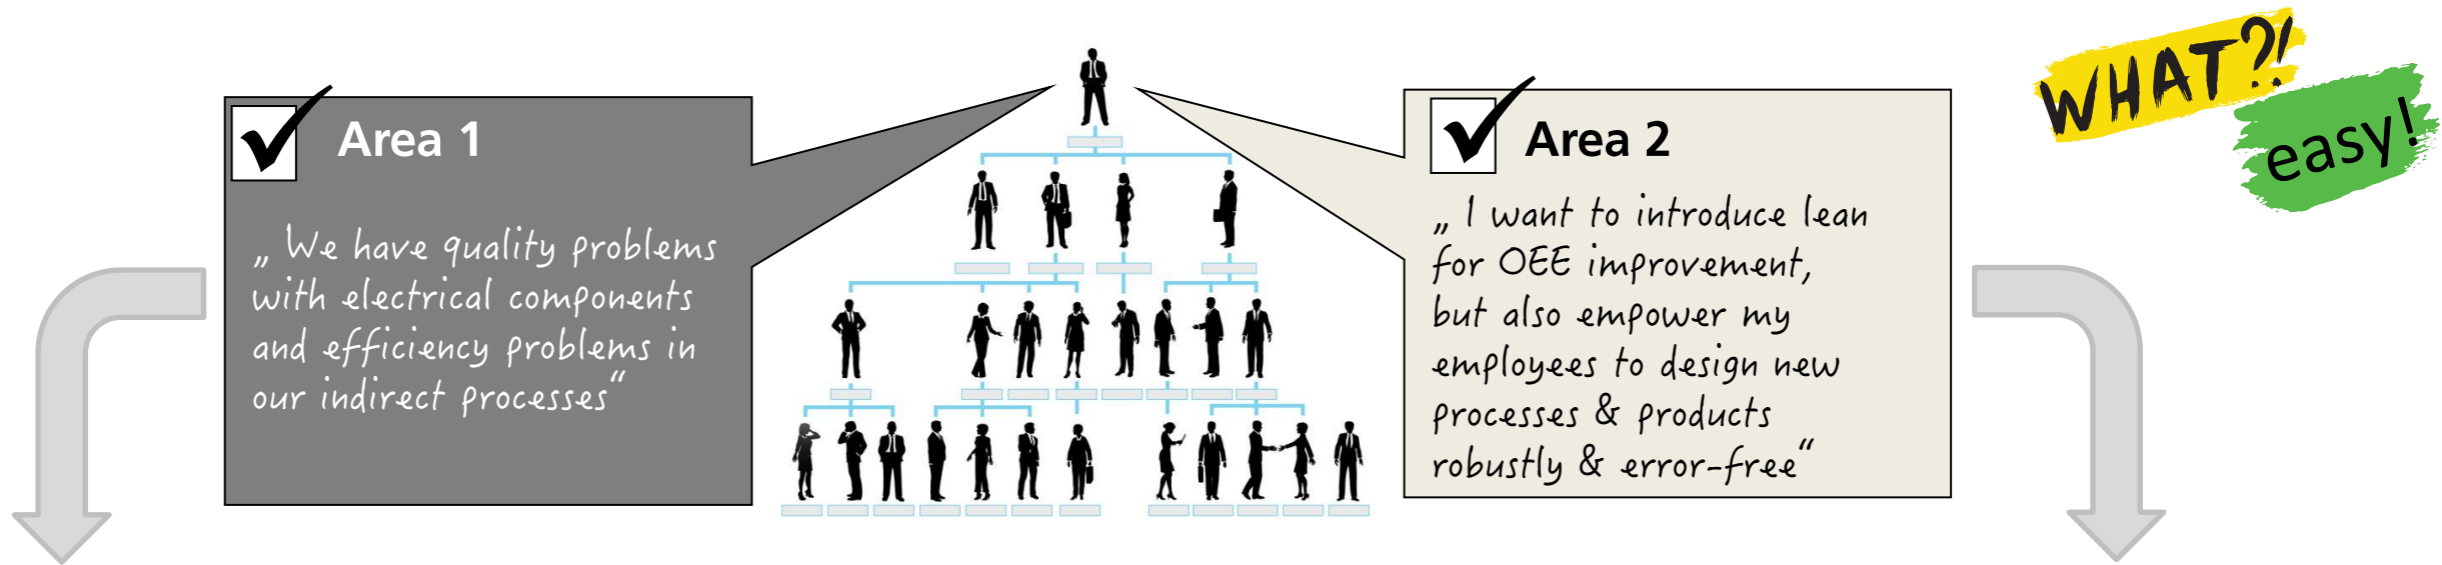 Area 1
„ We have quality problems
with electrical components
and efficiency problems in
our indirect processes“
Area 2
„ I want to introduce lean
for OEE improvement,
but also empower my
employees to design new
processes & products
robustly & error-free“
WHAT?!
easy!